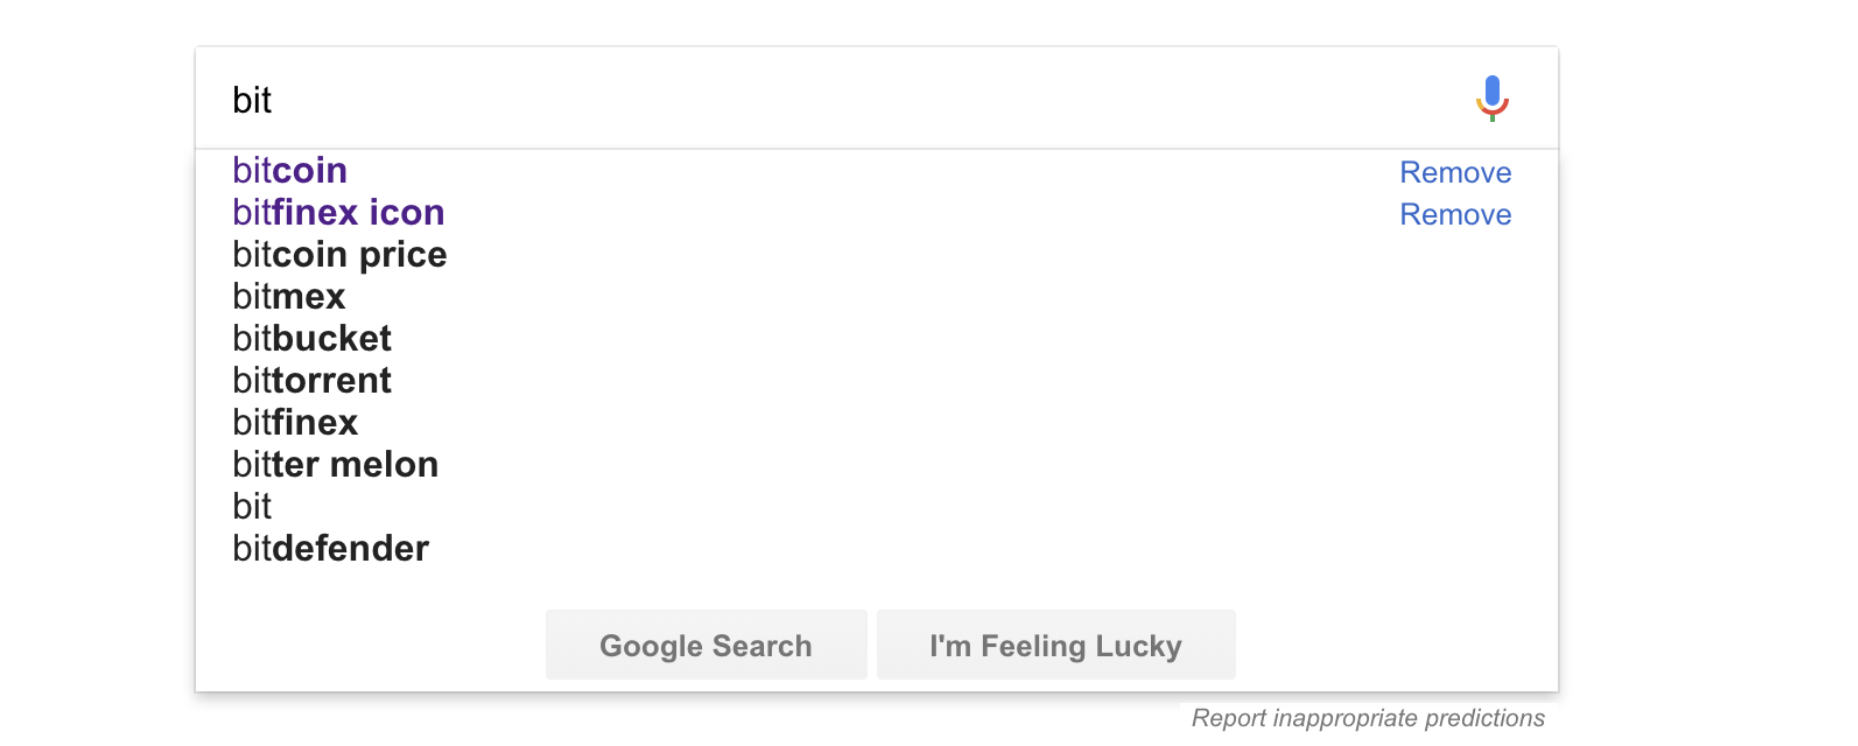 bit
bitcoin Remove
bitfinex icon Remove
bitcoin price
bitmex
bitbucket
bittorrent
bitfinex
bitter melon
bit
bitdefender
Google Search I'm Feeling Lucky
Report inappropriate predictions